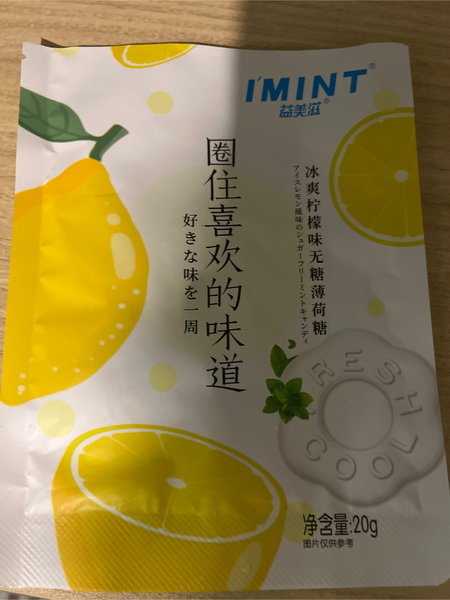 I'MINT®
益美滋®
冰爽柠檬味无糖薄荷糖
アイスレモン風味のシュガーフリーミントキャンディ
圈住喜欢的味道
好きな味を一周
FRESH
COOL
净含量:20g
图片仅供参考